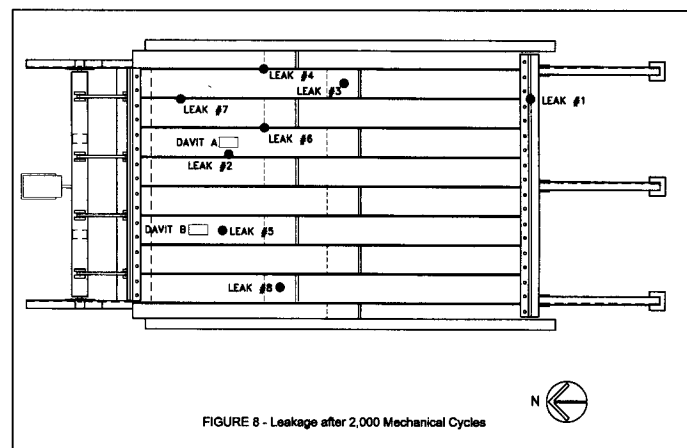 LEAK #4
LEAK #3
LEAK #7
LEAK #1
LEAK #6
DAVIT A
LEAK #2
DAVIT B
LEAK #5
LEAK #8
N
FIGURE 8 - Leakage after 2,000 Mechanical Cycles